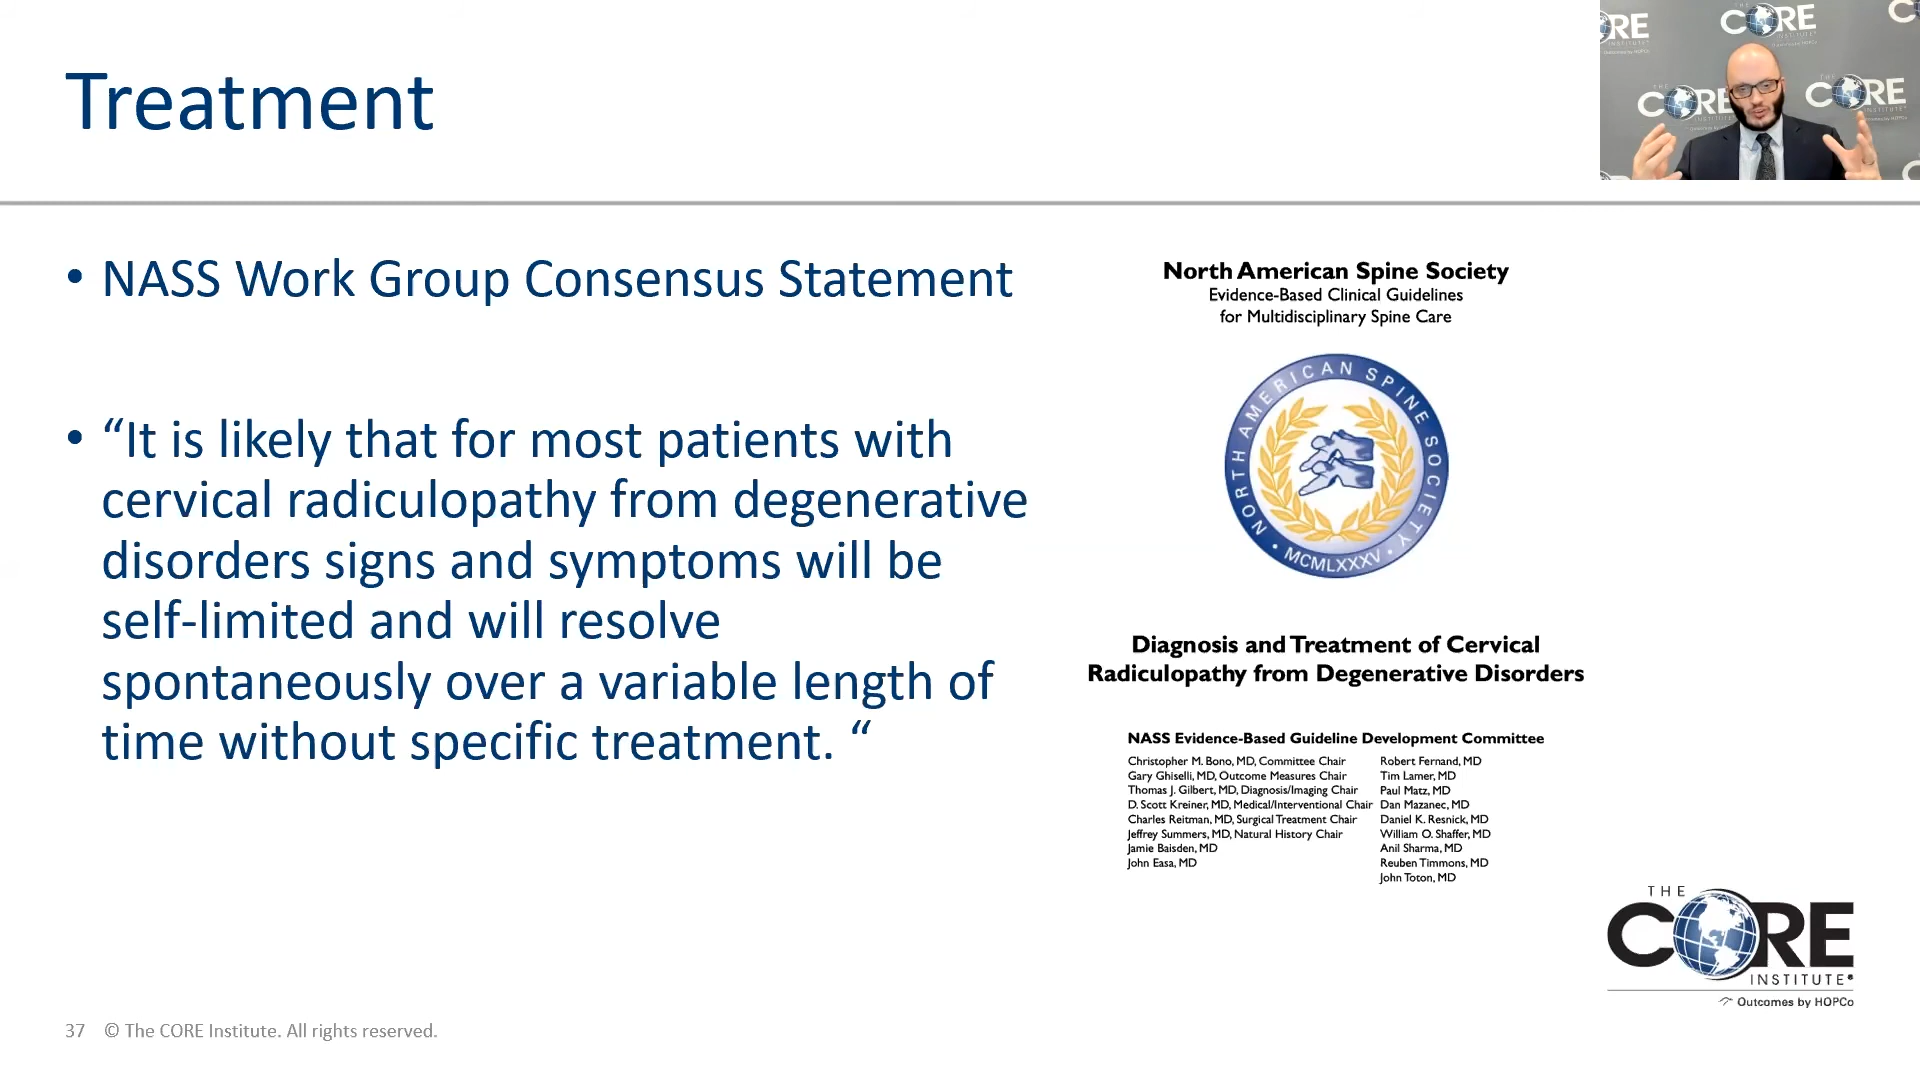 Treatment
• NASS Work Group Consensus Statement
• “It is likely that for most patients with
cervical radiculopathy from degenerative
disorders signs and symptoms will be
self-limited and will resolve
spontaneously over a variable length of
time without specific treatment. “
North American Spine Society
Evidence-Based Clinical Guidelines
for Multidisciplinary Spine Care
NORTH AMERICAN SPINE SOCIETY
• MCMLXXXV •
Diagnosis and Treatment of Cervical
Radiculopathy from Degenerative Disorders
NASS Evidence-Based Guideline Development Committee
Christopher M. Bono, MD, Committee Chair
Gary Ghiselli, MD, Outcome Measures Chair
Thomas J. Gilbert, MD, Diagnosis/Imaging Chair
D. Scott Kreiner, MD, Medical/Interventional Chair
Charles Reitman, MD, Surgical Treatment Chair
Jeffrey Summers, MD, Natural History Chair
Jamie Baisden, MD
John Easa, MD
Robert Fernand, MD
Tim Lamer, MD
Paul Matz, MD
Dan Mazanec, MD
Daniel K. Resnick, MD
William O. Shaffer, MD
Anil Sharma, MD
Reuben Timmons, MD
John Toton, MD
THE
CORE
INSTITUTE
THE
CORE
CORE
THE
CORE
INSTITUTE®
Outcomes by HOPCo
37 © The CORE Institute. All rights reserved.